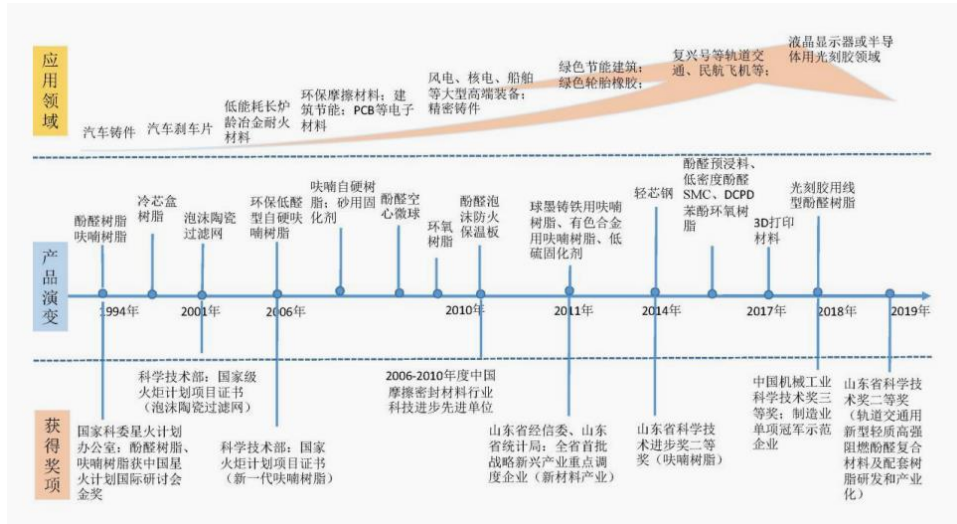 应用领域
汽车铸件
汽车刹车片
低能耗长炉
龄冶金耐火
材料
环保摩擦材料；建
筑节能；PCB等电子
材料
风电、核电、船舶
等大型高端装备；
精密铸件
绿色节能建筑；
绿色轮胎橡胶；
复兴号等轨道交
通、民航飞机等；
液晶显示器或半导
体用光刻胶领域
产品演变
酚醛树脂
呋喃树脂
冷芯盒
树脂
泡沫陶瓷
过滤网
环保低醛
型自硬呋
喃树脂
呋喃自硬树
脂；砂用固
化剂
酚醛空
心微球
环氧
树脂
酚醛泡
沫防火
保温板
球墨铸铁用呋喃
树脂、有色合金
用呋喃树脂、低
硫固化剂
轻芯钢
酚醛预浸料、
低密度酚醛
SMC、DCPD
苯酚环氧树
脂
3D打印
材料
光刻胶用线
型酚醛树脂
1994年
2001年
2006年
2010年
2011年
2014年
2017年
2018年
2019年
获得奖项
国家科委星火计划
办公室：酚醛树脂、
呋喃树脂获中国星
火计划国际研讨会
金奖
科学技术部：国家级
火炬计划项目证书
（泡沫陶瓷过滤网）
科学技术部：国家
火炬计划项目证书
（新一代呋喃树脂）
2006-2010年度中国
摩擦密封材料行业
科技进步先进单位
山东省经信委、山东
省统计局：全省首批
战略新兴产业重点调
度企业（新材料产业）
山东省科学技
术进步奖二等
奖（呋喃树脂）
中国机械工业
科学技术奖三
等奖；制造业
单项冠军示范
企业
山东省科学技
术奖二等奖
（轨道交通用
新型轻质高强
阻燃酚醛复合
材料及配套树
脂研发和产业
化）